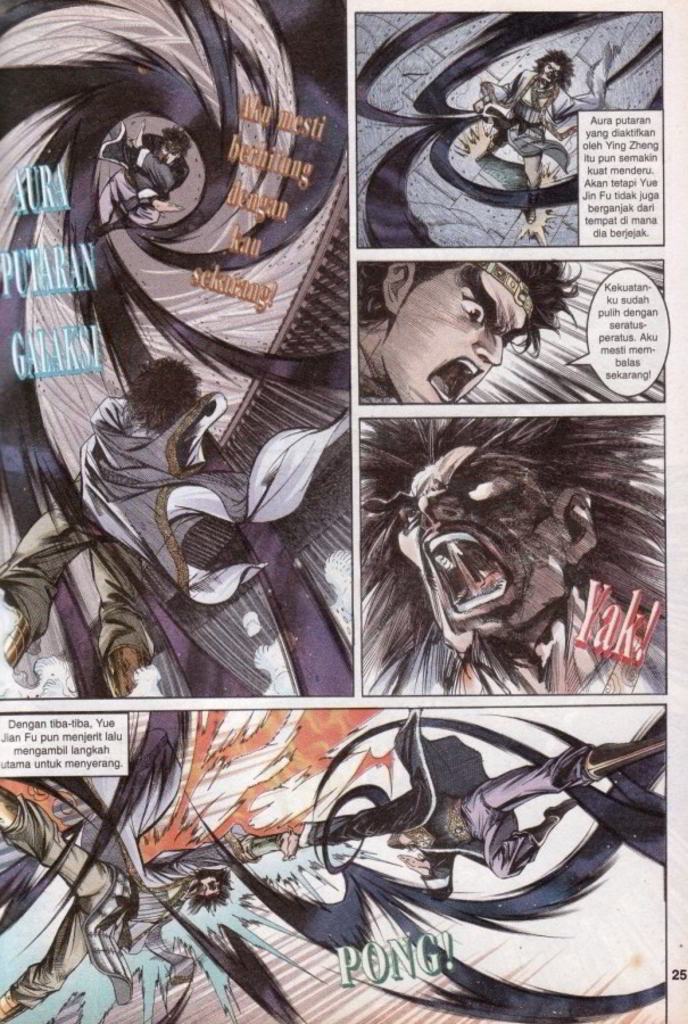 AURA
PUTARAN
GALAKSI
Aku mesti
berhitung
dengan
kau
sekarang!
Aura putaran
yang diaktifkan
oleh Ying Zheng
itu pun semakin
kuat menderu.
Akan tetapi Yue
Jin Fu tidak juga
berganjak dari
tempat di mana
dia berjejak.
Kekuatan-
ku sudah
pulih dengan
seratus-
peratus. Aku
mesti mem-
balas
sekarang!
Yak!
Dengan tiba-tiba, Yue
Jian Fu pun menjerit lalu
mengambil langkah
utama untuk menyerang.
PONG!
25